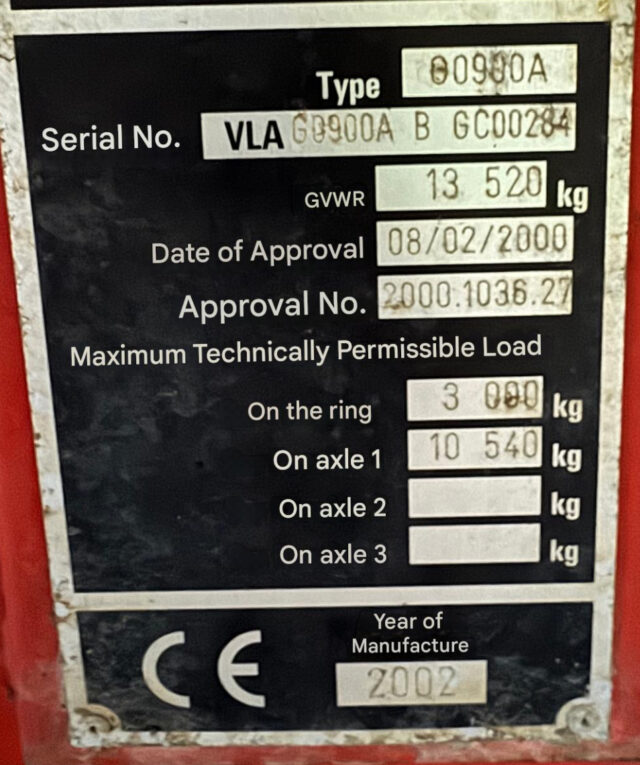 Type 00900A
Serial No. VLA G0900A B GC00284
GVWR 13 520 kg
Date of Approval 08/02/2000
Approval No. 2000.1036.27
Maximum Technically Permissible Load
On the ring 3 000 kg
On axle 1 10 540 kg
On axle 2 kg
On axle 3 kg
CE
Year of
Manufacture
2002